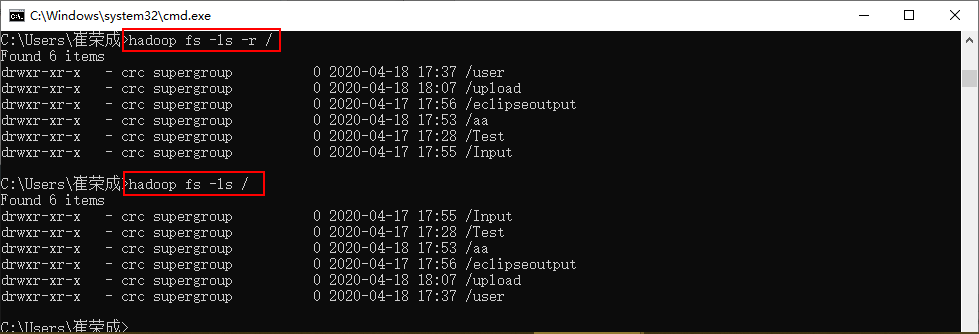 C:\Windows\system32\cmd.exe
C:\Users\崔荣成>hadoop fs -ls -r /
Found 6 items
drwxr-xr-x   - crc supergroup          0 2020-04-18 17:37 /user
drwxr-xr-x   - crc supergroup          0 2020-04-18 18:07 /upload
drwxr-xr-x   - crc supergroup          0 2020-04-17 17:56 /eclipseoutput
drwxr-xr-x   - crc supergroup          0 2020-04-18 17:53 /aa
drwxr-xr-x   - crc supergroup          0 2020-04-17 17:28 /Test
drwxr-xr-x   - crc supergroup          0 2020-04-17 17:55 /Input
C:\Users\崔荣成>hadoop fs -ls /
Found 6 items
drwxr-xr-x   - crc supergroup          0 2020-04-17 17:55 /Input
drwxr-xr-x   - crc supergroup          0 2020-04-17 17:28 /Test
drwxr-xr-x   - crc supergroup          0 2020-04-18 17:53 /aa
drwxr-xr-x   - crc supergroup          0 2020-04-17 17:56 /eclipseoutput
drwxr-xr-x   - crc supergroup          0 2020-04-18 18:07 /upload
drwxr-xr-x   - crc supergroup          0 2020-04-18 17:37 /user
C:\Users\崔荣成>